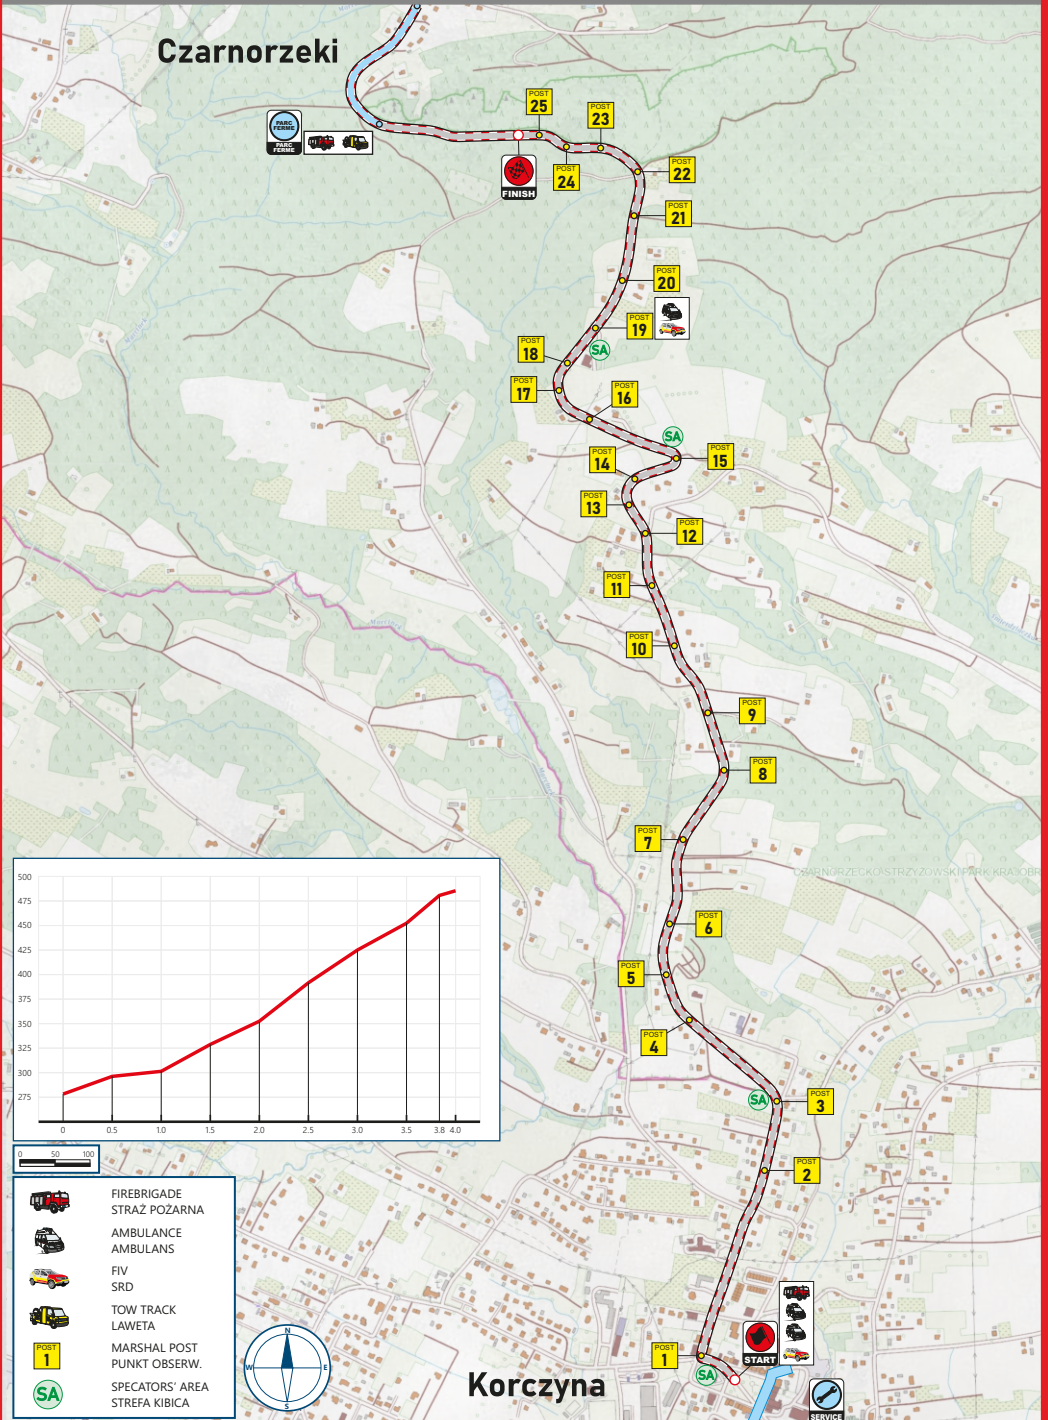 Czarnorzeki
PARC
FERME
PARC
FERME
POST
25
POST
23
FINISH
POST
24
POST
22
POST
21
POST
20
POST
19
POST
18
SA
POST
17
POST
16
SA
POST
15
POST
14
POST
13
POST
12
POST
11
POST
10
POST
9
POST
8
POST
7
CZARNORZECKO-STRZYŻOWSKI PARK KRAJOBR
POST
6
POST
5
POST
4
SA
POST
3
POST
2
500
475
450
425
400
375
350
325
300
275
0 0.5 1.0 1.5 2.0 2.5 3.0 3.5 3.8 4.0
0 50 100
FIREBRIGADE
STRAŻ POŻARNA
AMBULANCE
AMBULANS
FIV
SRD
TOW TRACK
LAWETA
POST
1
MARSHAL POST
PUNKT OBSERW.
SA
SPECATORS' AREA
STREFA KIBICA
N
W E
S
POST
1
START
SA
Korczyna
SERVICE